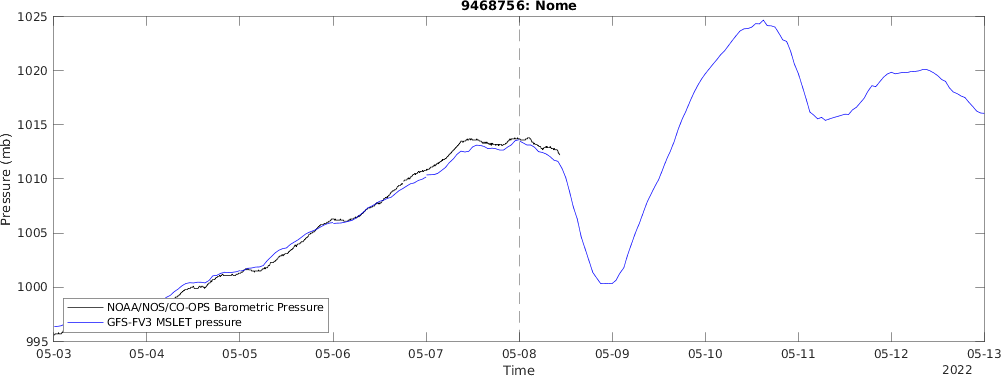 9468756: Nome
1025
1020
1015
1010
1005
1000
995
Pressure (mb)
NOAA/NOS/CO-OPS Barometric Pressure
GFS-FV3 MSLET pressure
05-03 05-04 05-05 05-06 05-07 05-08 05-09 05-10 05-11 05-12 05-13
Time
2022